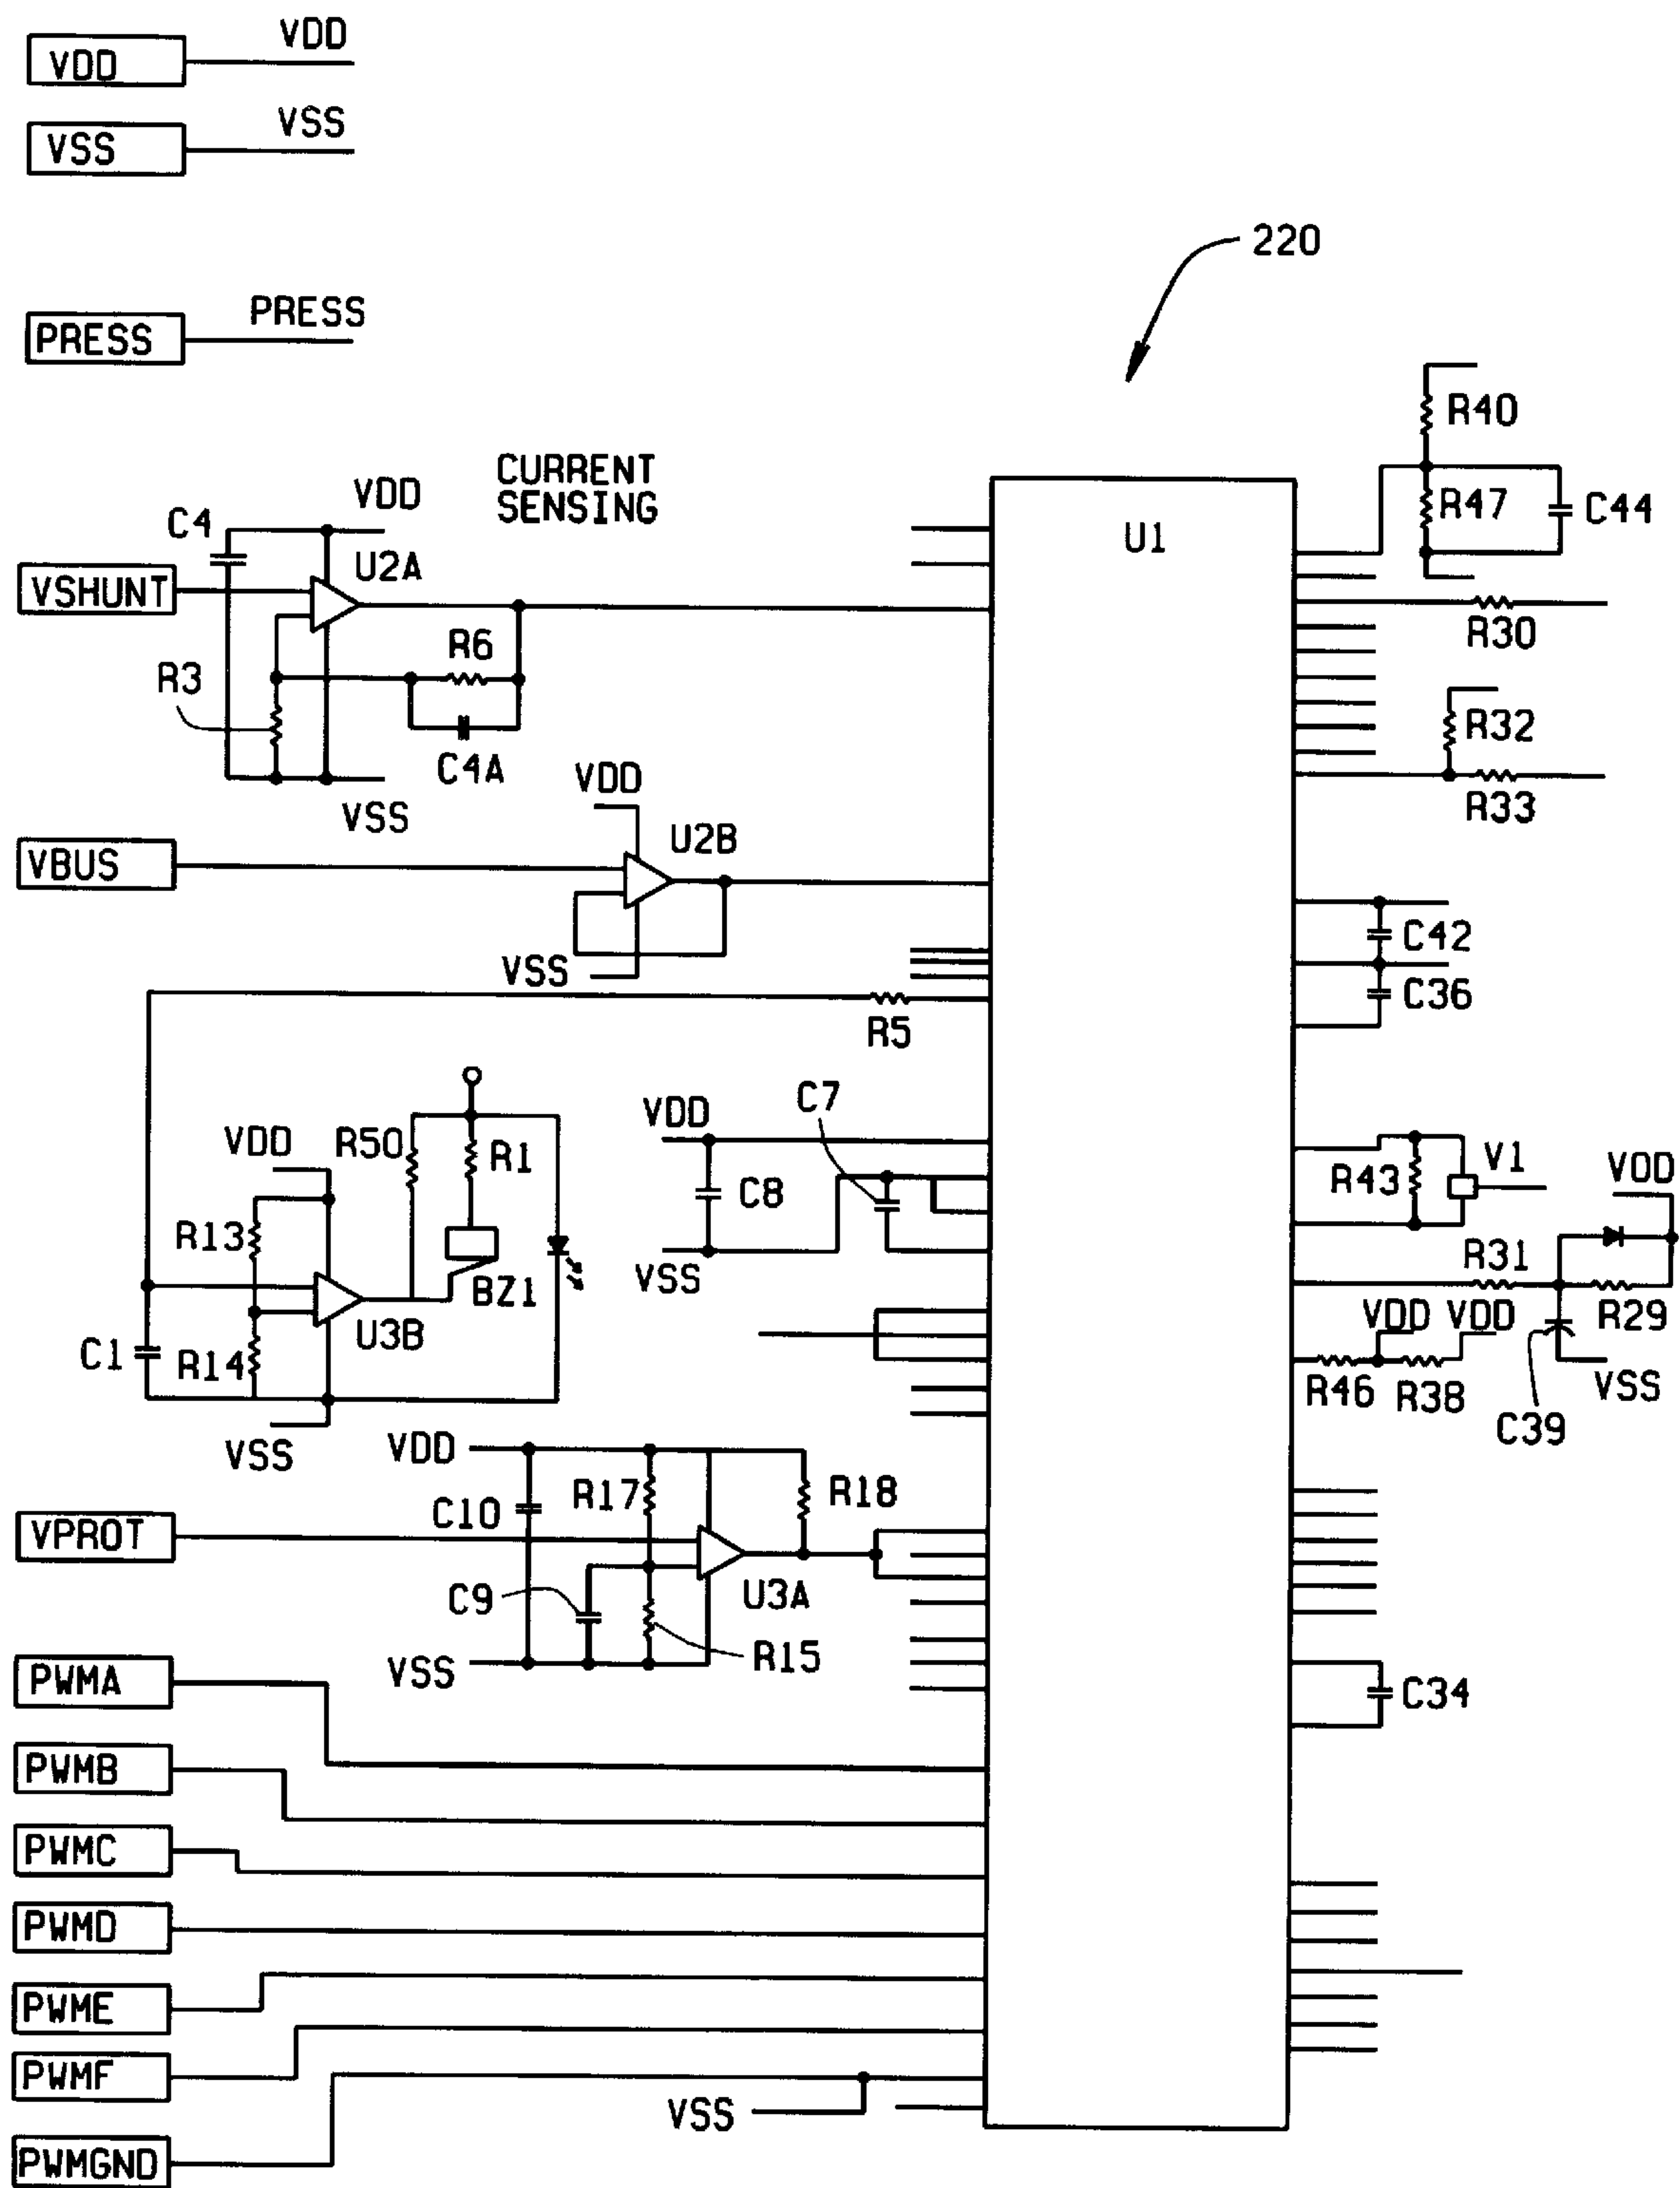 VDD VDD
VSS VSS
220
PRESS PRESS
R40
CURRENT
SENSING
VDD
C4
R47 C44
U1
U2A
VSHUNT
R30
R6
R3
R32
C4A
VDD
R33
VSS
U2B
VBUS
C42
VSS
C36
R5
C7
VDD
VDD R50 R1
V1 VOD
R43
C8
R13
R31
VSS
BZ1
VDD VDD R29
U3B
C1 R14
R46 R38 VSS
C39
VDD
VSS
R17 R18
C10
VPROT
C9 U3A
R15
VSS
PWMA
C34
PWMB
PWMC
PWMD
PWME
PWMF
VSS
PWMGND